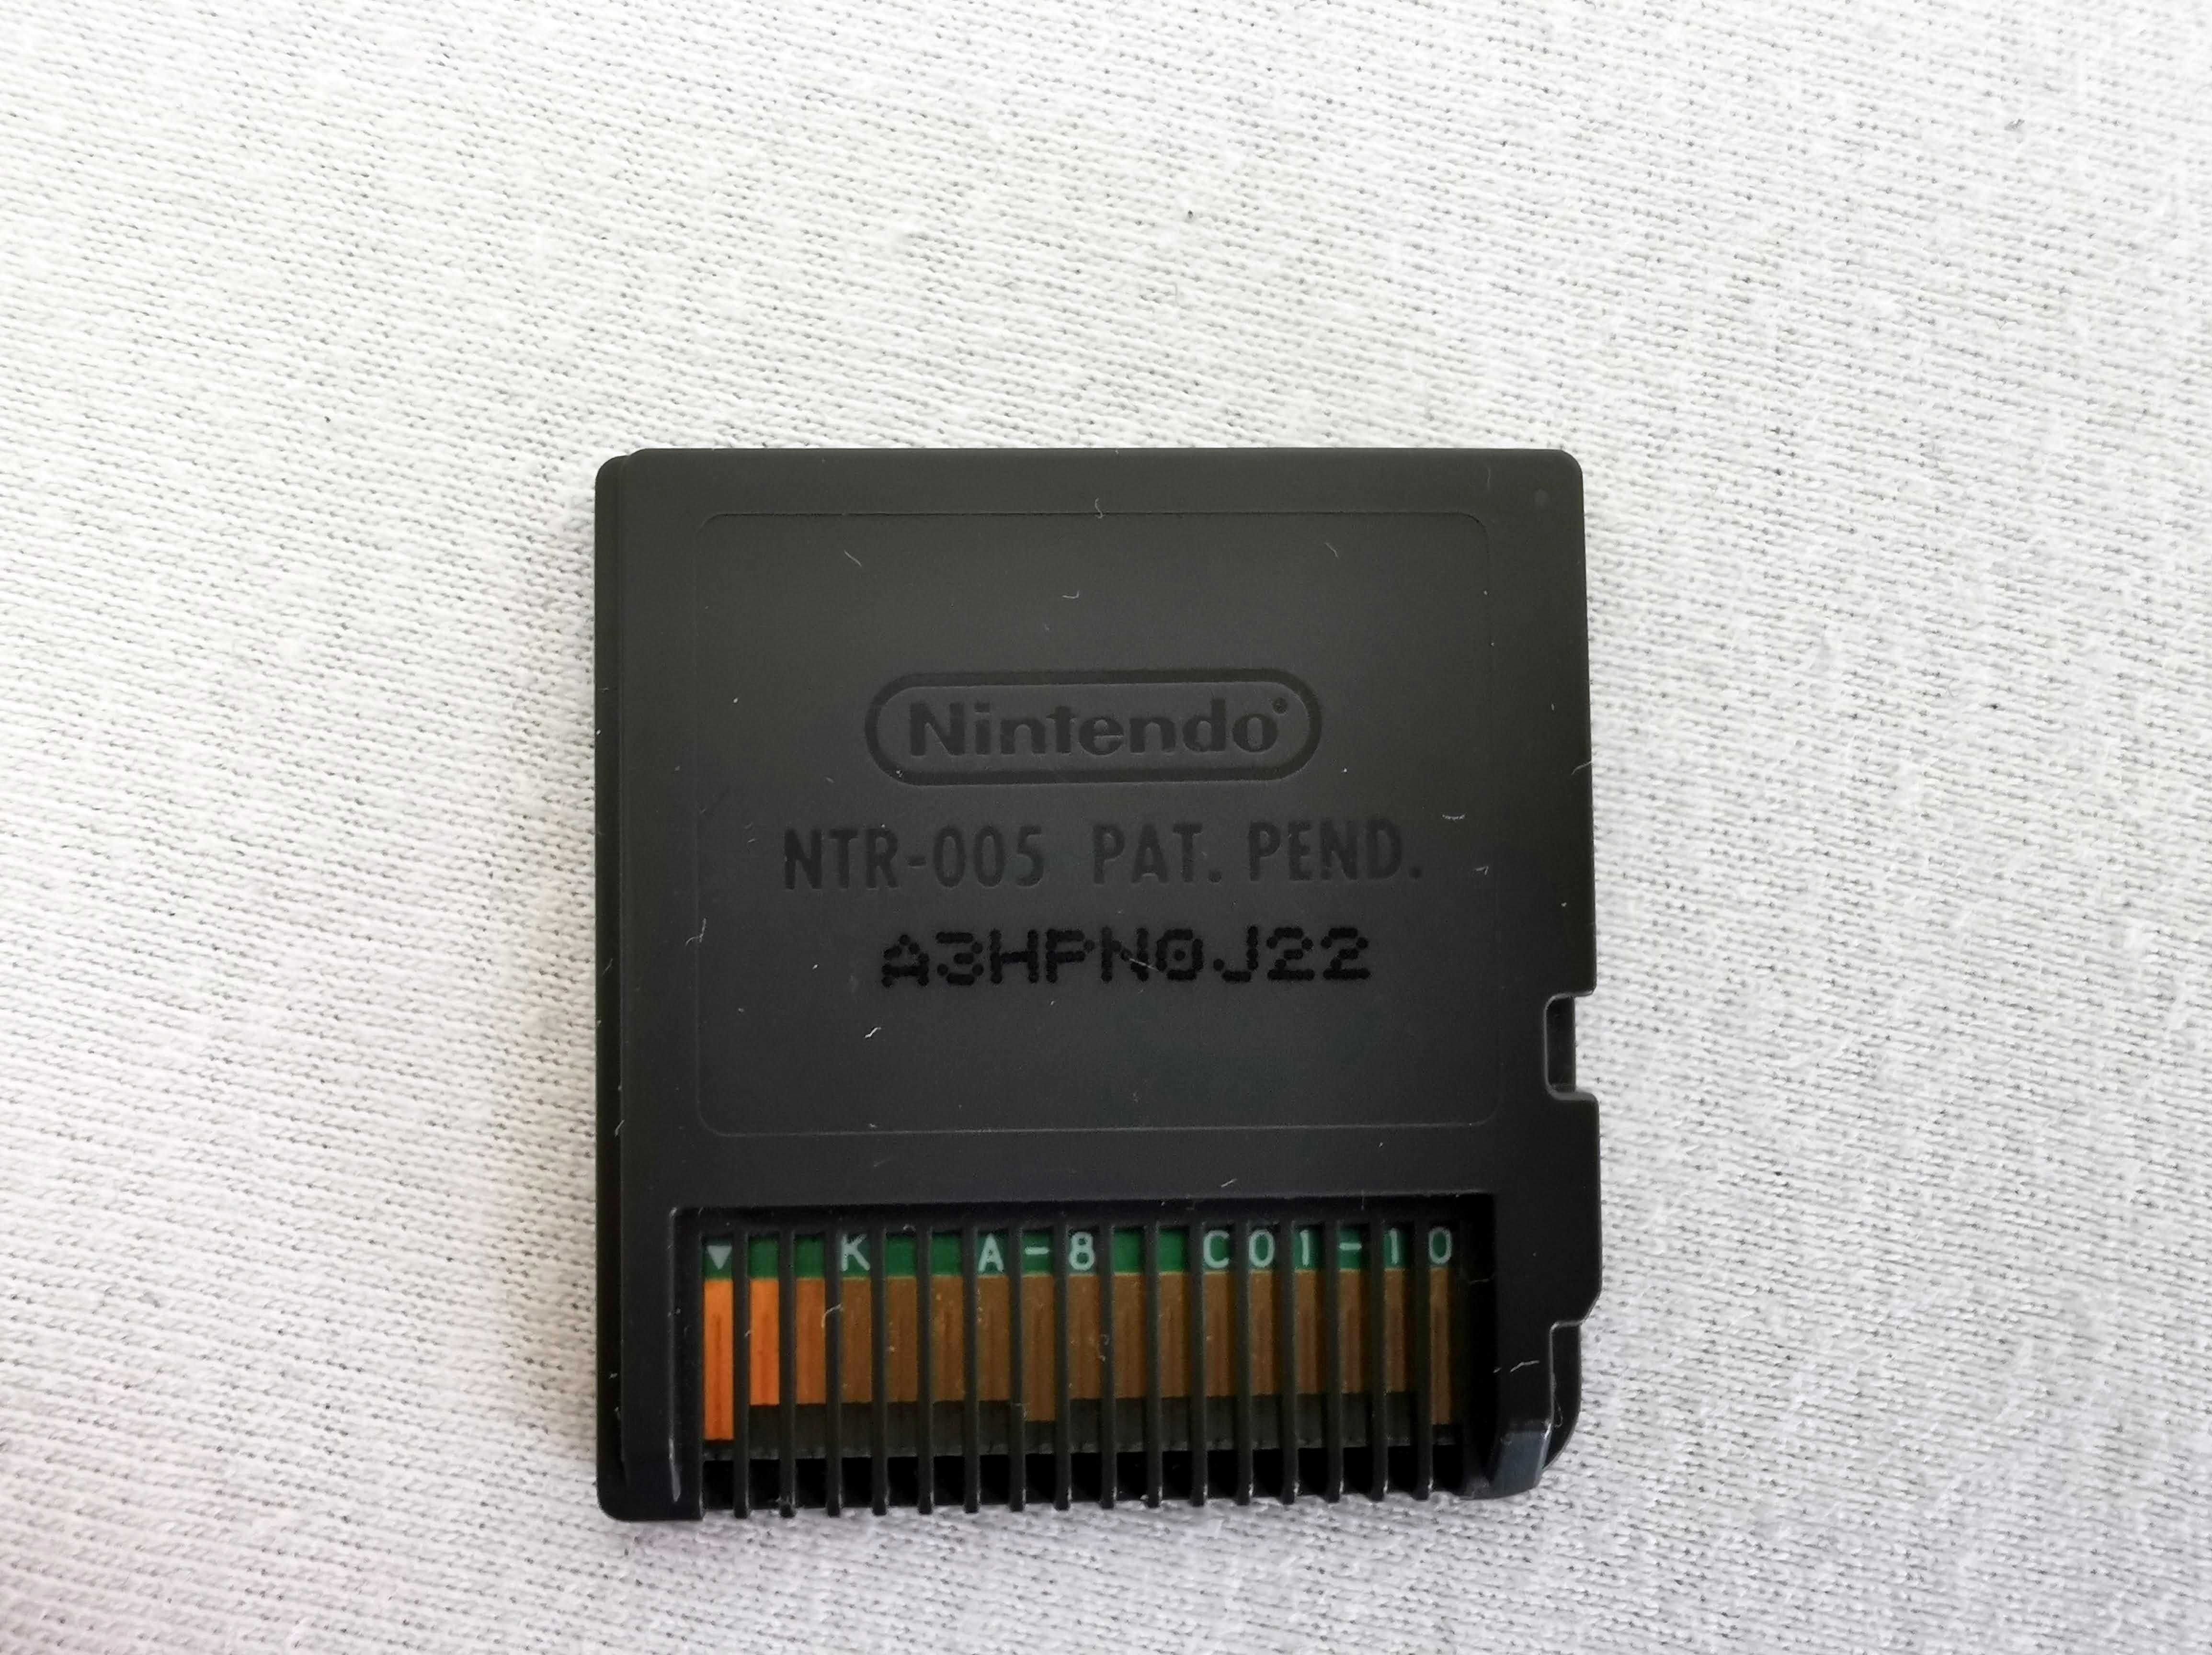 Nintendo®
NTR-005 PAT. PEND.
A3HPN0J22
▼ K A-8 C01-10